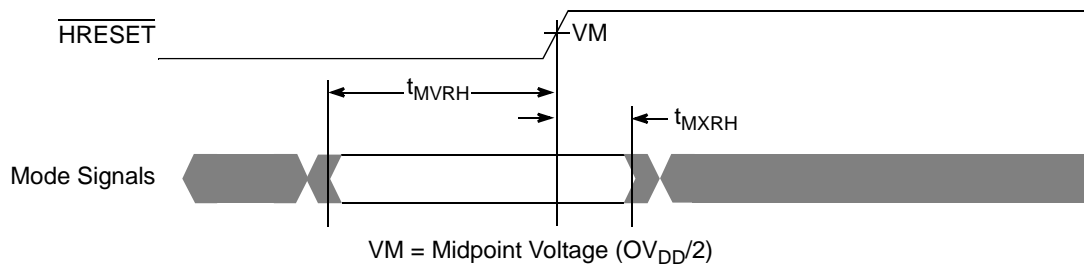 HRESET
VM
tMVRH
tMXRH
Mode Signals
VM = Midpoint Voltage (OVDD/2)